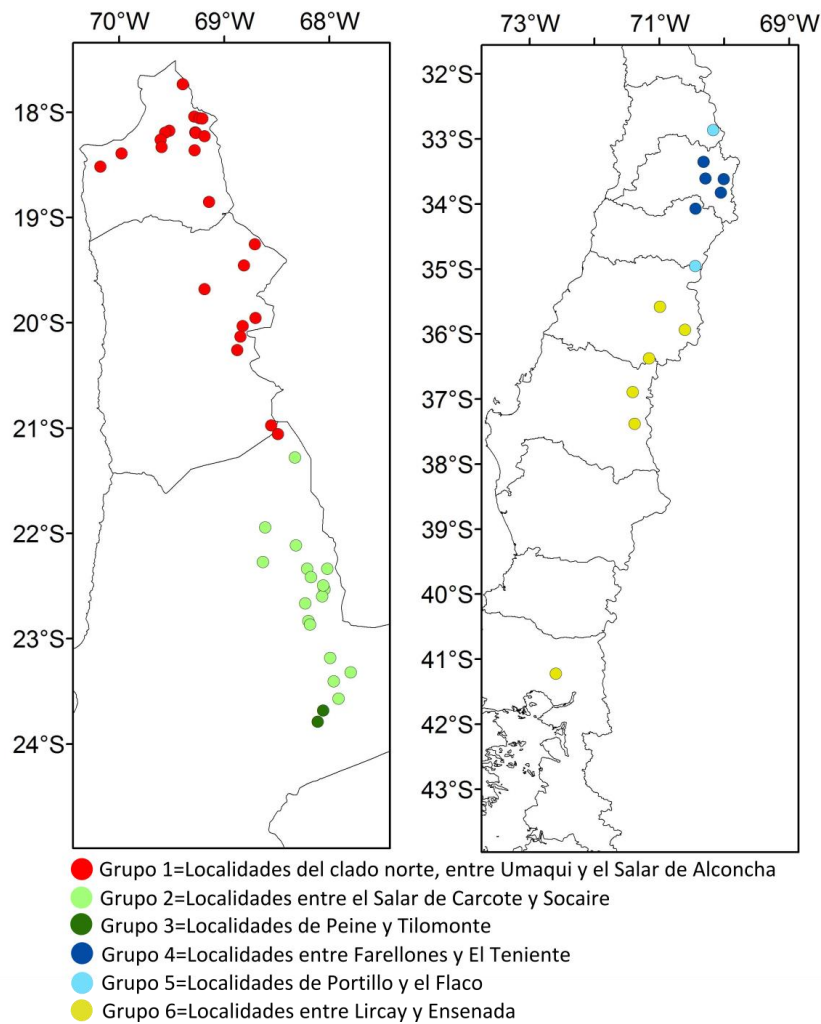 70°W 69°W 68°W
18°S
19°S
20°S
21°S
22°S
23°S
24°S
73°W 71°W 69°W
32°S
33°S
34°S
35°S
36°S
37°S
38°S
39°S
40°S
41°S
42°S
43°S
Grupo 1=Localidades del clado norte, entre Umaqui y el Salar de Alconcha
Grupo 2=Localidades entre el Salar de Carcote y Socaire
Grupo 3=Localidades de Peine y Tilomonte
Grupo 4=Localidades entre Farellones y El Teniente
Grupo 5=Localidades de Portillo y el Flaco
Grupo 6=Localidades entre Lircay y Ensenada